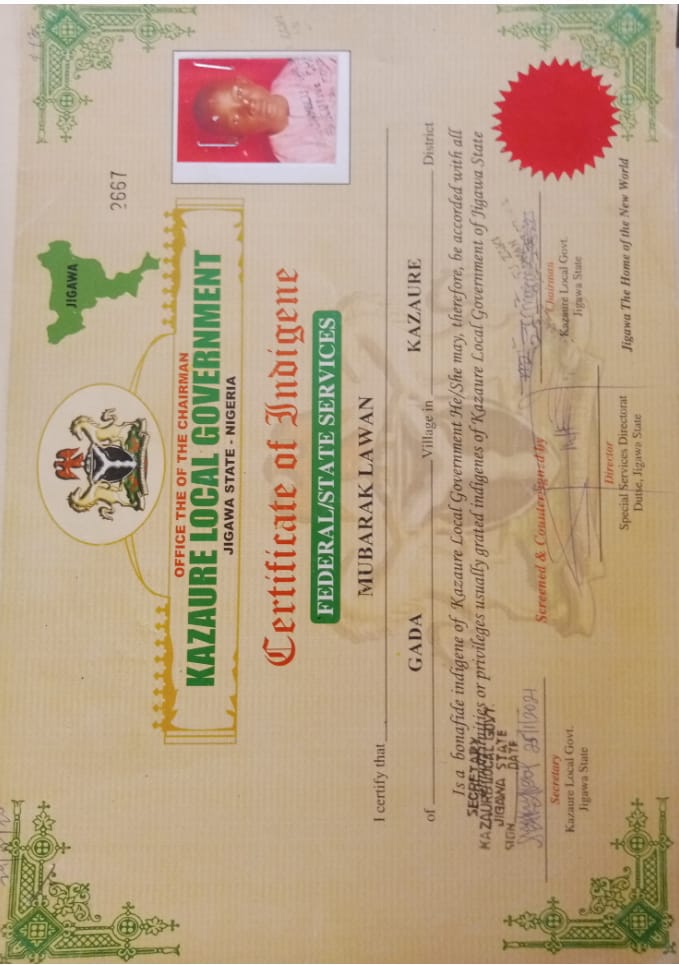 2667
JIGAWA
OFFICE THE OF THE CHAIRMAN
KAZAURE LOCAL GOVERNMENT
JIGAWA STATE - NIGERIA
Certificate of Indigene
FEDERAL/STATE SERVICES
I certify that MUBARAK LAWAN
of GADA Village in KAZAURE District
Is a bonafide indigene of Kazaure Local Government He/She may, therefore, be accorded with all
or privileges usually grated indigenes of Kazaure Local Government of Jigawa State
SECRETARY
KAZAURE LOCAL GOVT.
JIGAWA STATE
SIGN DATE
25/1/2021
Secretary
Kazaure Local Govt.
Jigawa State
Screened & Countersigned by
Director
Special Services Directorat
Dutse, Jigawa State
Chairman
Kazaure Local Govt.
Jigawa State
Jigawa The Home of the New World